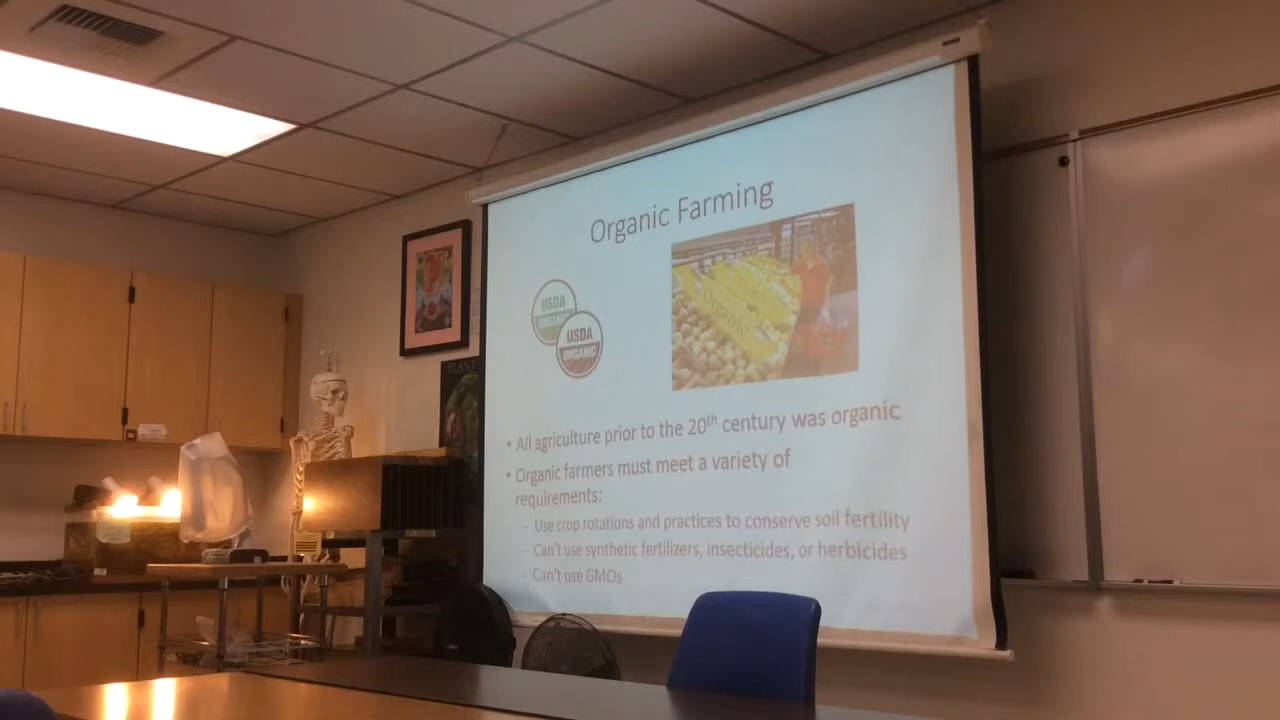 Organic Farming
USDA
ORGANIC
USDA
ORGANIC
Organic
PLANT
• All agriculture prior to the 20th century was organic
• Organic farmers must meet a variety of
requirements:
- Use crop rotations and practices to conserve soil fertility
- Can't use synthetic fertilizers, insecticides, or herbicides
- Can't use GMOs